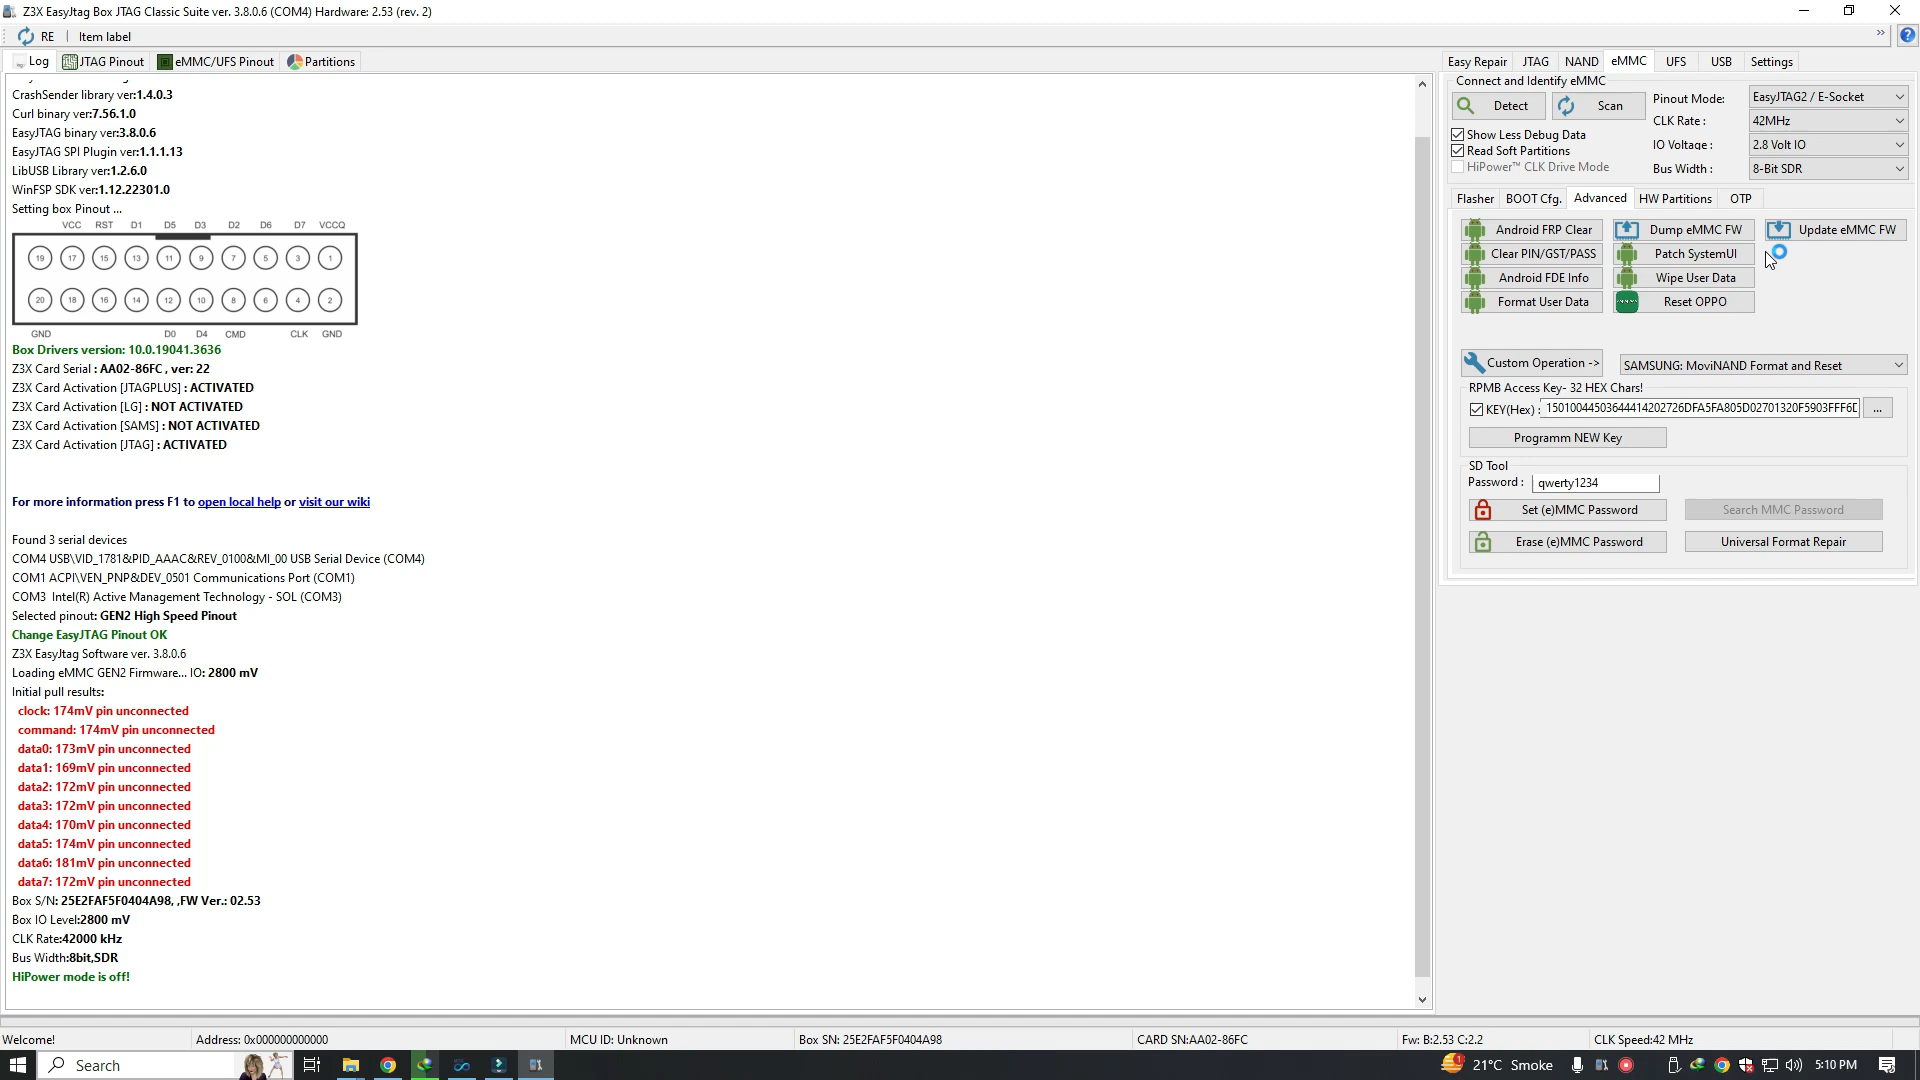 Z3X EasyJtag Box JTAG Classic Suite ver. 3.8.0.6 (COM4) Hardware: 2.53 (rev. 2)
RE
Item label
Log
JTAG Pinout
eMMC/UFS Pinout
Partitions
CrashSender library ver:1.4.0.3
Curl binary ver:7.56.1.0
EasyJTAG binary ver:3.8.0.6
EasyJTAG SPI Plugin ver:1.1.1.13
LibUSB Library ver:1.2.6.0
WinFSP SDK ver:1.12.22301.0
Setting box Pinout ...
VCC RST D1 D5 D3 D2 D6 D7 VCCQ
19 17 15 13 11 9 7 5 3 1
20 18 16 14 12 10 8 6 4 2
GND D0 D4 CMD CLK GND
Box Drivers version: 10.0.19041.3636
Z3X Card Serial : AA02-86FC , ver: 22
Z3X Card Activation [JTAGPLUS] : ACTIVATED
Z3X Card Activation [LG] : NOT ACTIVATED
Z3X Card Activation [SAMS] : NOT ACTIVATED
Z3X Card Activation [JTAG] : ACTIVATED
For more information press F1 to open local help or visit our wiki
Found 3 serial devices
COM4 USB\VID_1781&PID_AAAC&REV_0100&MI_00 USB Serial Device (COM4)
COM1 ACPI\VEN_PNP&DEV_0501 Communications Port (COM1)
COM3 Intel(R) Active Management Technology - SOL (COM3)
Selected pinout: GEN2 High Speed Pinout
Change EasyJTAG Pinout OK
Z3X EasyJtag Software ver. 3.8.0.6
Loading eMMC GEN2 Firmware... IO: 2800 mV
Initial pull results:
clock: 174mV pin unconnected
command: 174mV pin unconnected
data0: 173mV pin unconnected
data1: 169mV pin unconnected
data2: 172mV pin unconnected
data3: 172mV pin unconnected
data4: 170mV pin unconnected
data5: 174mV pin unconnected
data6: 181mV pin unconnected
data7: 172mV pin unconnected
Box S/N: 25E2FAF5F0404A98, ,FW Ver.: 02.53
Box IO Level:2800 mV
CLK Rate:42000 kHz
Bus Width:8bit,SDR
HiPower mode is off!
Easy Repair
JTAG
NAND
eMMC
UFS
USB
Settings
Connect and Identify eMMC
Detect
Scan
Pinout Mode: EasyJTAG2 / E-Socket
CLK Rate : 42MHz
Show Less Debug Data
IO Voltage : 2.8 Volt IO
Read Soft Partitions
HiPower™ CLK Drive Mode
Bus Width : 8-Bit SDR
Flasher
BOOT Cfg.
Advanced
HW Partitions
OTP
Android FRP Clear
Dump eMMC FW
Update eMMC FW
Clear PIN/GST/PASS
Patch SystemUI
Android FDE Info
Wipe User Data
Format User Data
Reset OPPO
Custom Operation ->
SAMSUNG: MoviNAND Format and Reset
RPMB Access Key- 32 HEX Chars!
KEY(Hex) : 15010044503644414202726DFA5FA805D02701320F5903FFF6E
...
Programm NEW Key
SD Tool
Password : qwerty1234
Set (e)MMC Password
Search MMC Password
Erase (e)MMC Password
Universal Format Repair
Welcome!
Address: 0x000000000000
MCU ID: Unknown
Box SN: 25E2FAF5F0404A98
CARD SN:AA02-86FC
Fw: B:2.53 C:2.2
CLK Speed:42 MHz
Search
21°C Smoke
5:10 PM